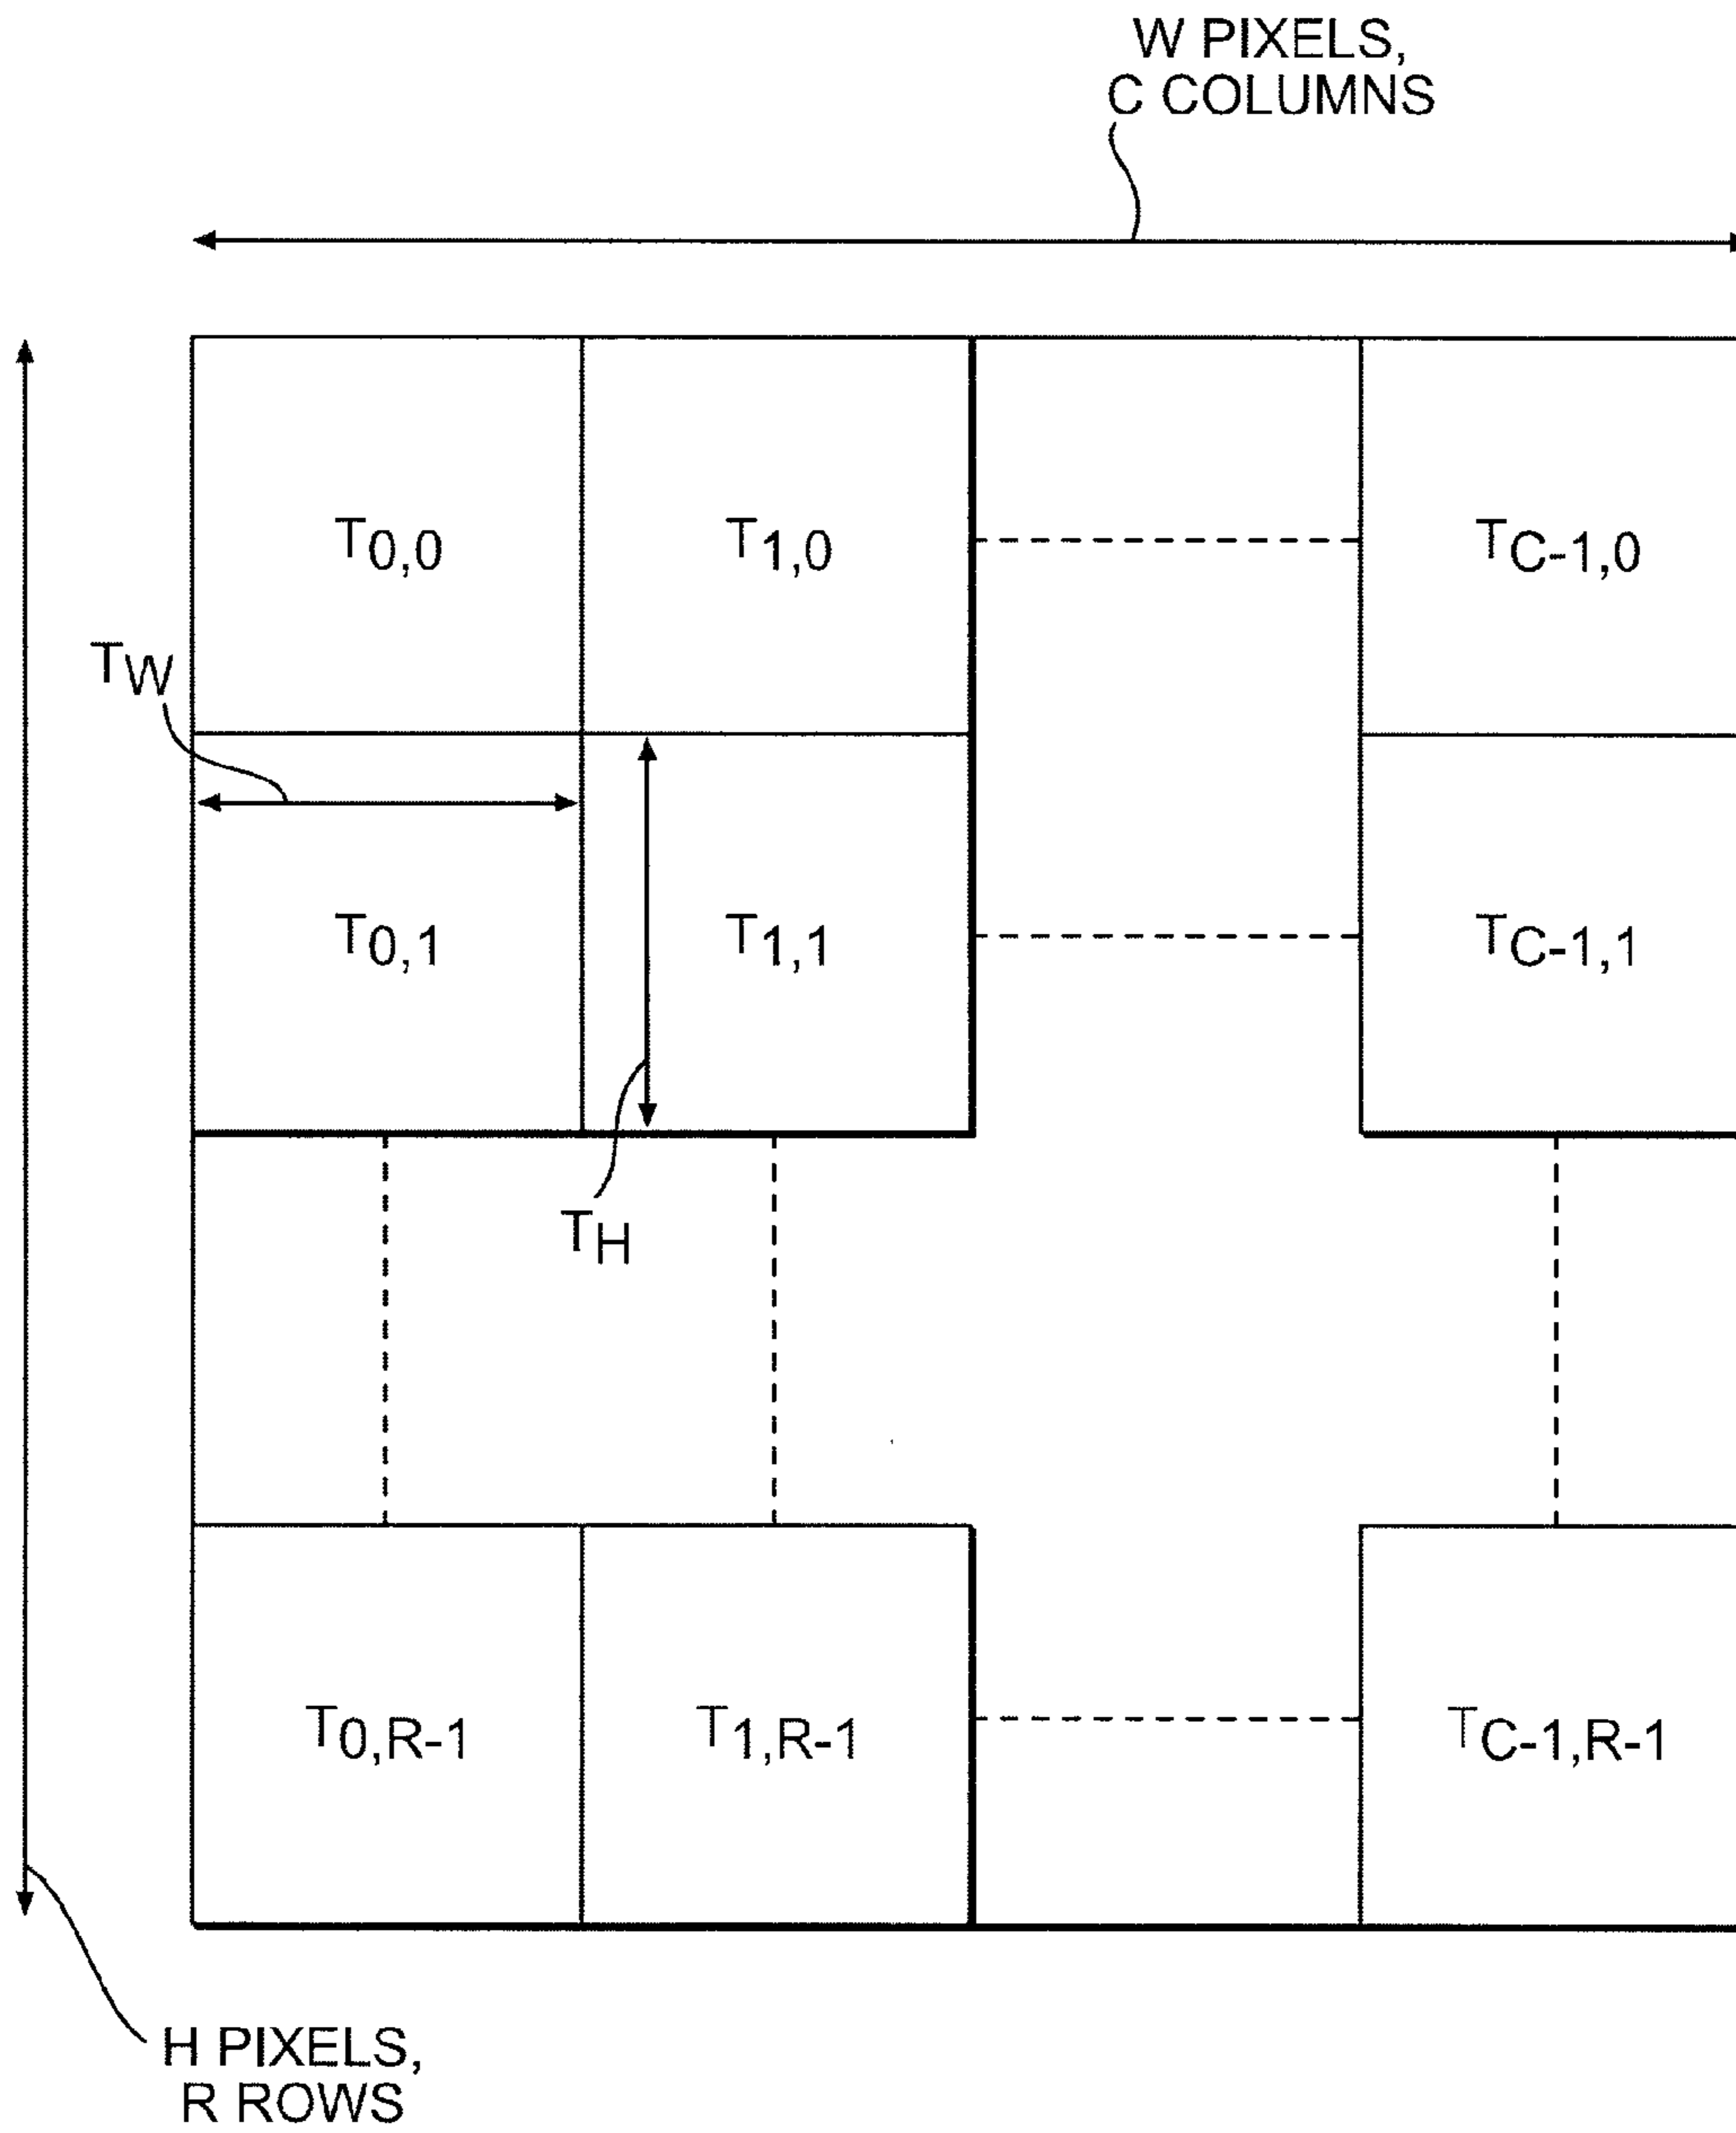 W PIXELS,
C COLUMNS
T0,0
T1,0
TC-1,0
TW
T0,1
T1,1
TC-1,1
TH
T0,R-1
T1,R-1
TC-1,R-1
H PIXELS,
R ROWS